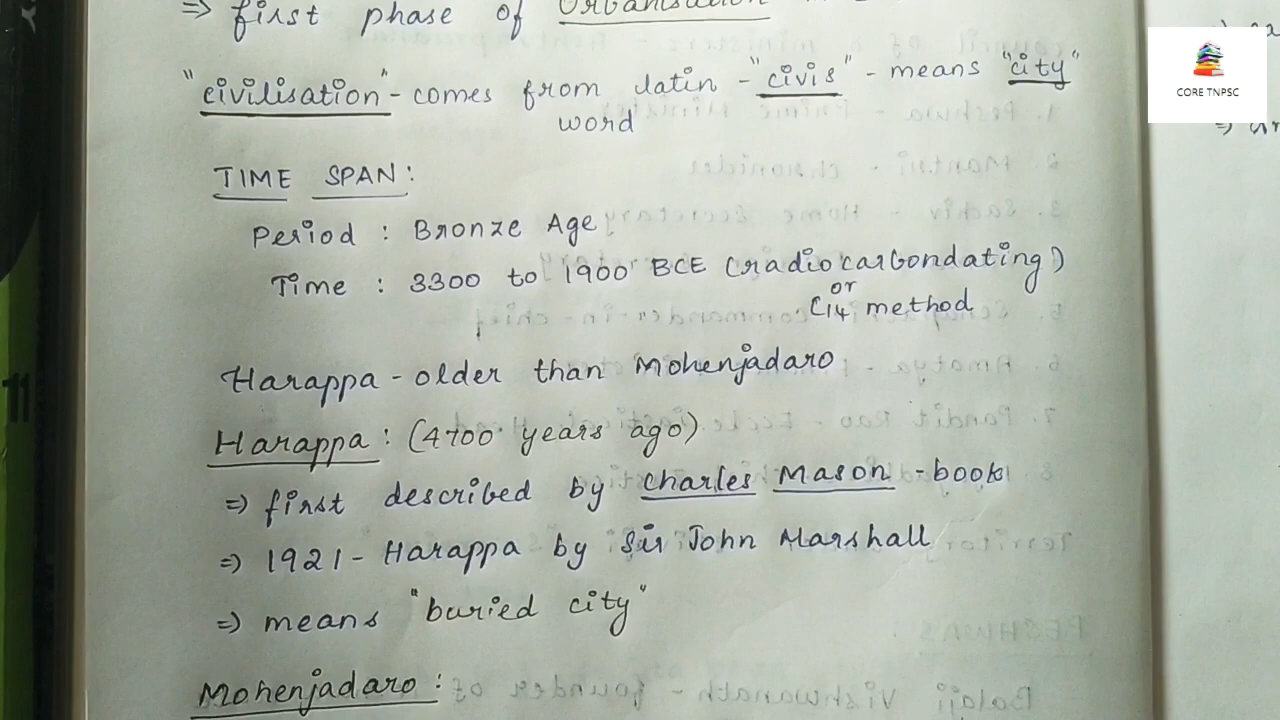 ⇒ first phase of Urbanisation
"civilisation" - comes from latin - "civis" - means "city"
word
TIME SPAN:
Period : Bronze Age
Time : 3300 to 1900 BCE (radiocarbondating)
or
C14 method
Harappa - older than Mohenjadaro
Harappa : (4700 years ago)
⇒ first described by Charles Mason - book
⇒ 1921 - Harappa by Sir John Marshall
⇒ means "buried city"
Mohenjadaro :
CORE TNPSC
11